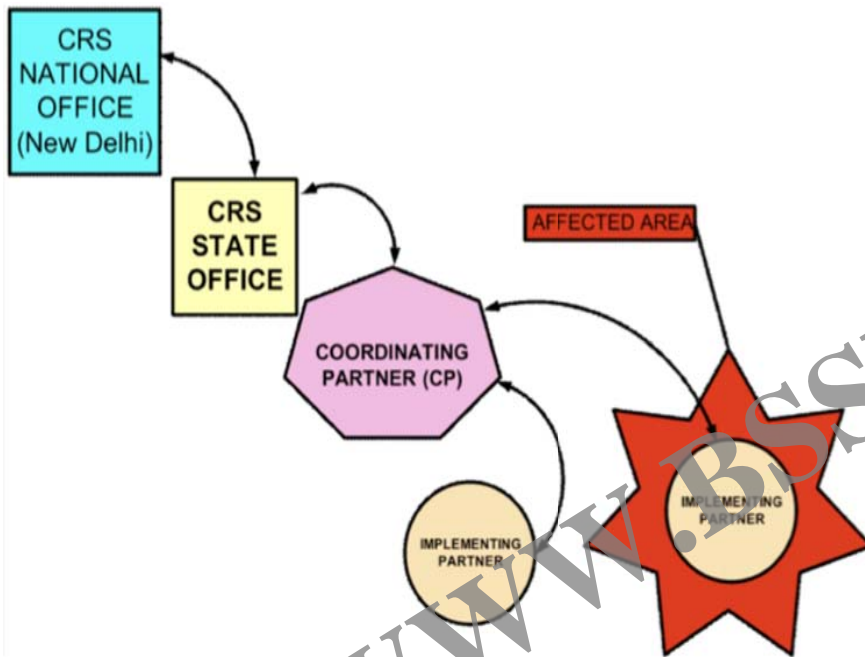 CRS
NATIONAL
OFFICE
(New Delhi)
CRS
STATE
OFFICE
AFFECTED AREA
COORDINATING
PARTNER (CP)
IMPLEMENTING
PARTNER
IMPLEMENTING
PARTNER